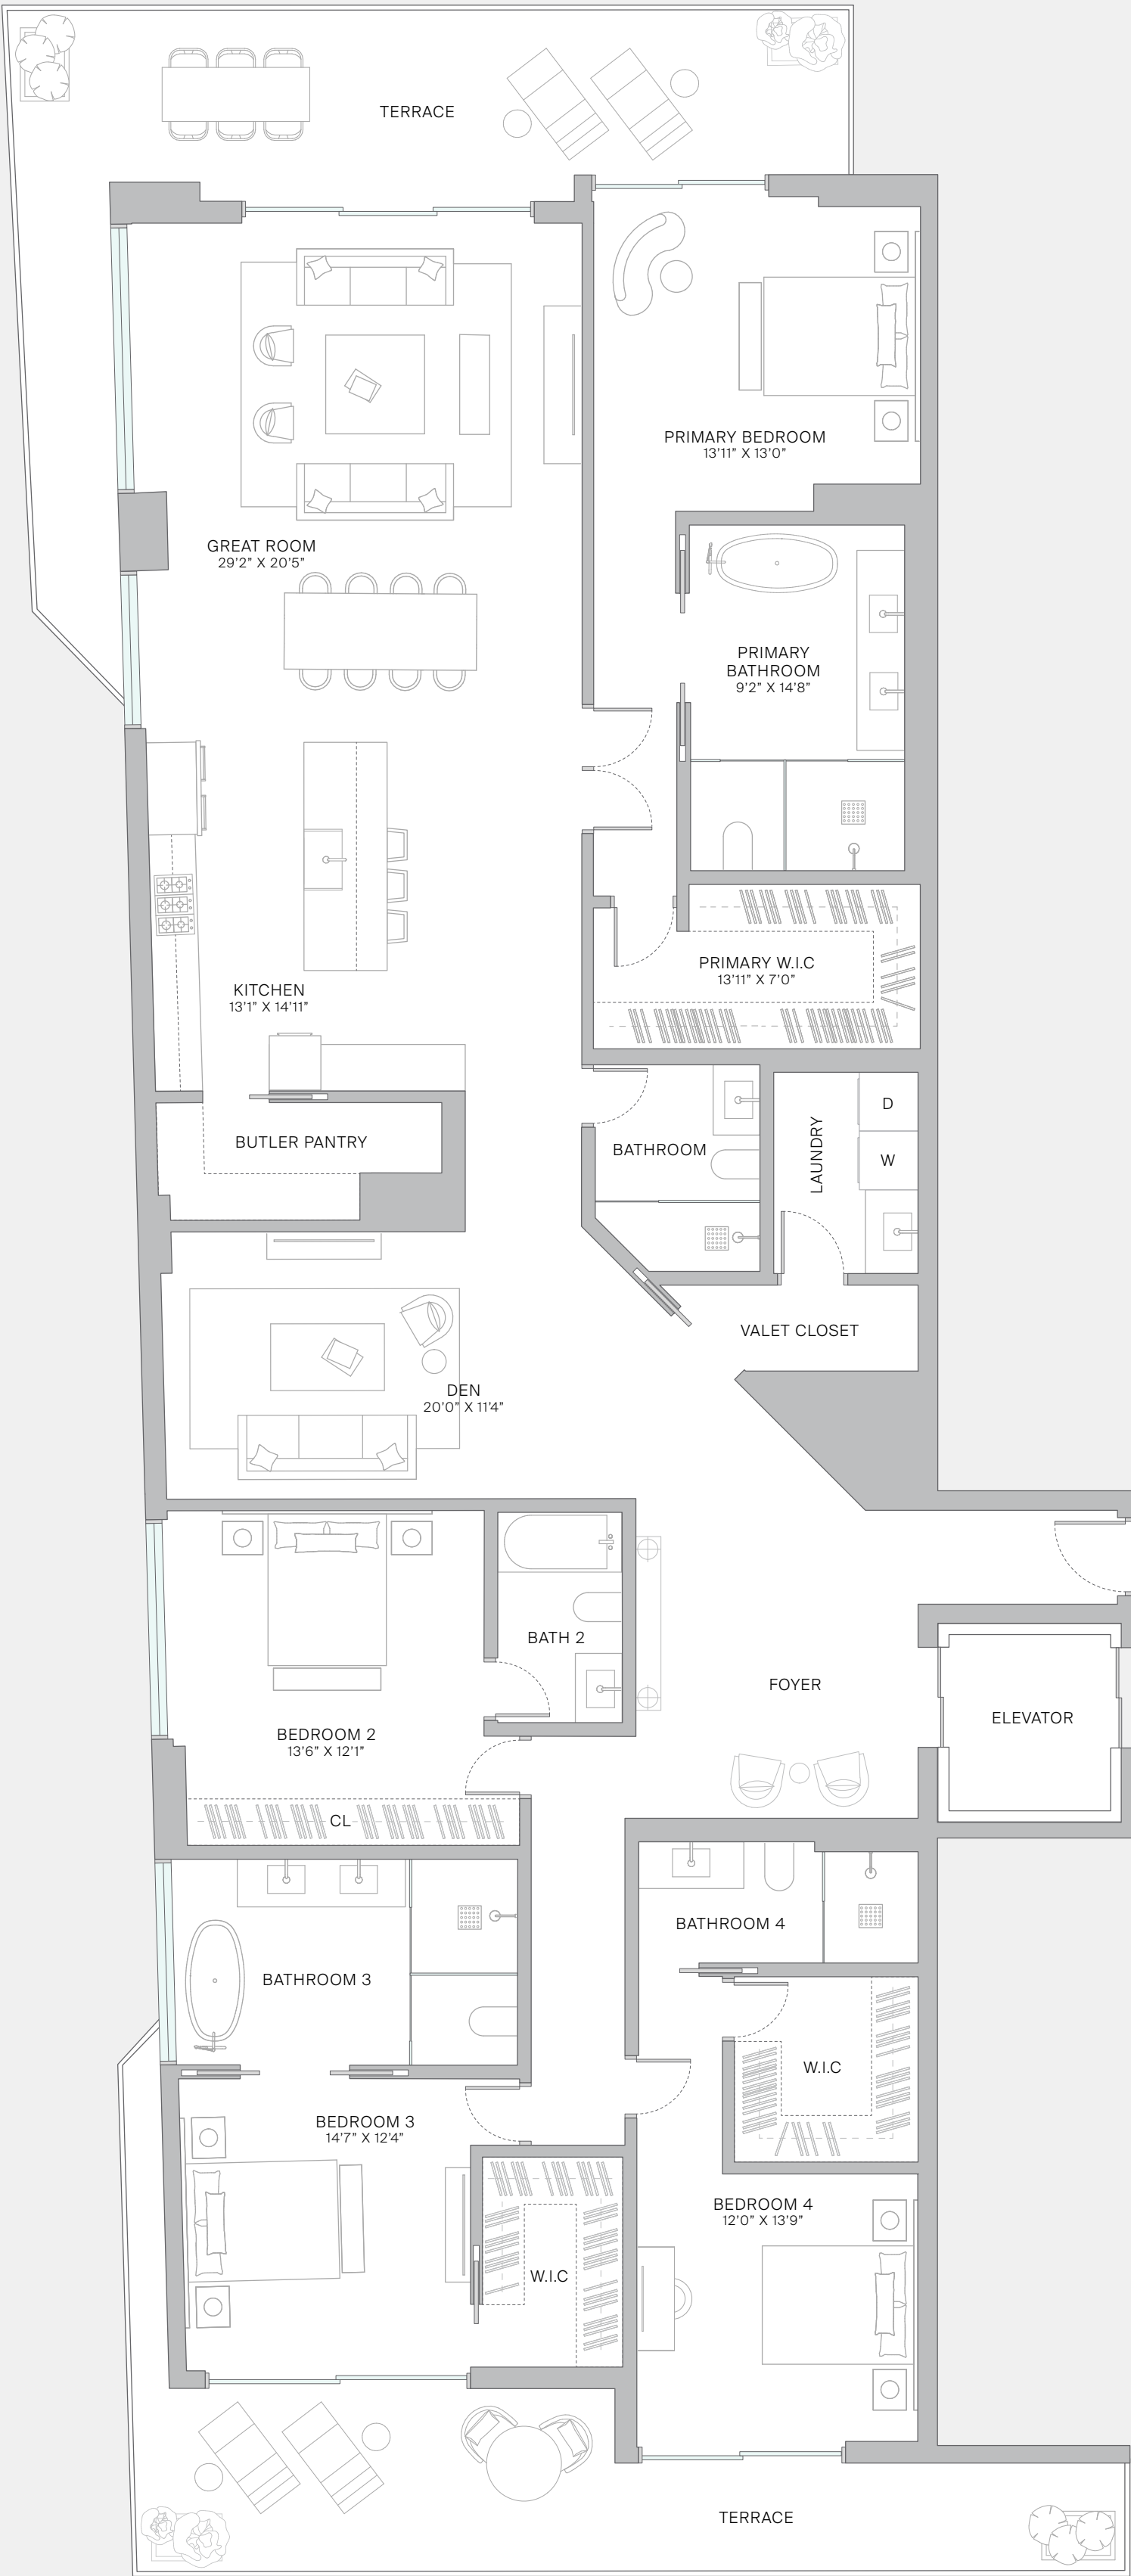 TERRACE
PRIMARY BEDROOM
13'11" X 13'0"
GREAT ROOM
29'2" X 20'5"
PRIMARY
BATHROOM
9'2" X 14'8"
PRIMARY W.I.C
13'11" X 7'0"
KITCHEN
13'1" X 14'11"
BUTLER PANTRY
BATHROOM
LAUNDRY
D
W
VALET CLOSET
DEN
20'0" X 11'4"
BATH 2
FOYER
ELEVATOR
BEDROOM 2
13'6" X 12'1"
CL
BATHROOM 4
BATHROOM 3
W.I.C
BEDROOM 3
14'7" X 12'4"
BEDROOM 4
12'0" X 13'9"
W.I.C
TERRACE